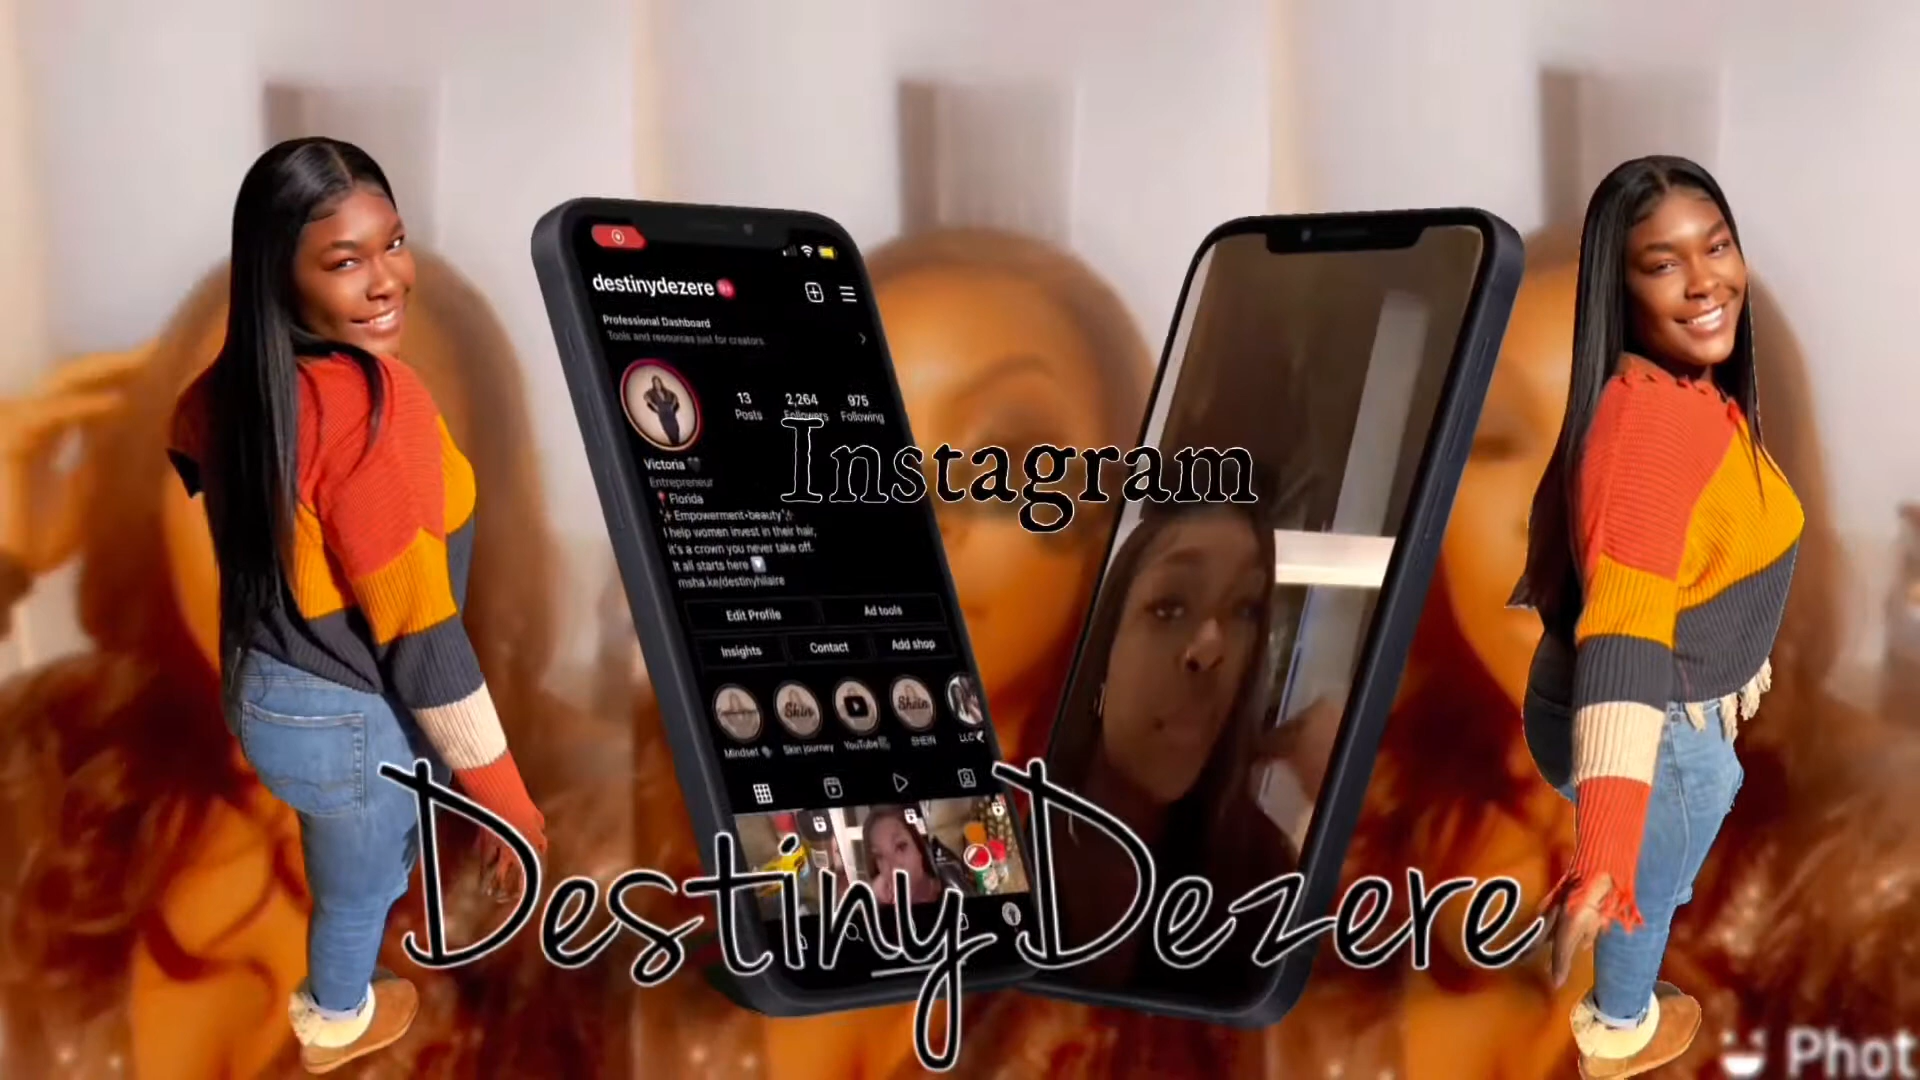 destinydezere 9+
Professional Dashboard
Tools and resources just for creators.
13
2,264
975
Posts
Followers
Following
Instagram
Victoria 🖤
Entrepreneur
📍Florida
✨Empowerment•beauty✨
I help women invest in their hair,
it's a crown you never take off.
It all starts here
msha.ke/destinyhilaire
Edit Profile
Ad tools
Insights
Contact
Add shop
Skin
Shein
Mindset
Skin journey
YouTube
SHEIN
LLC
Destiny Dezere
Phot